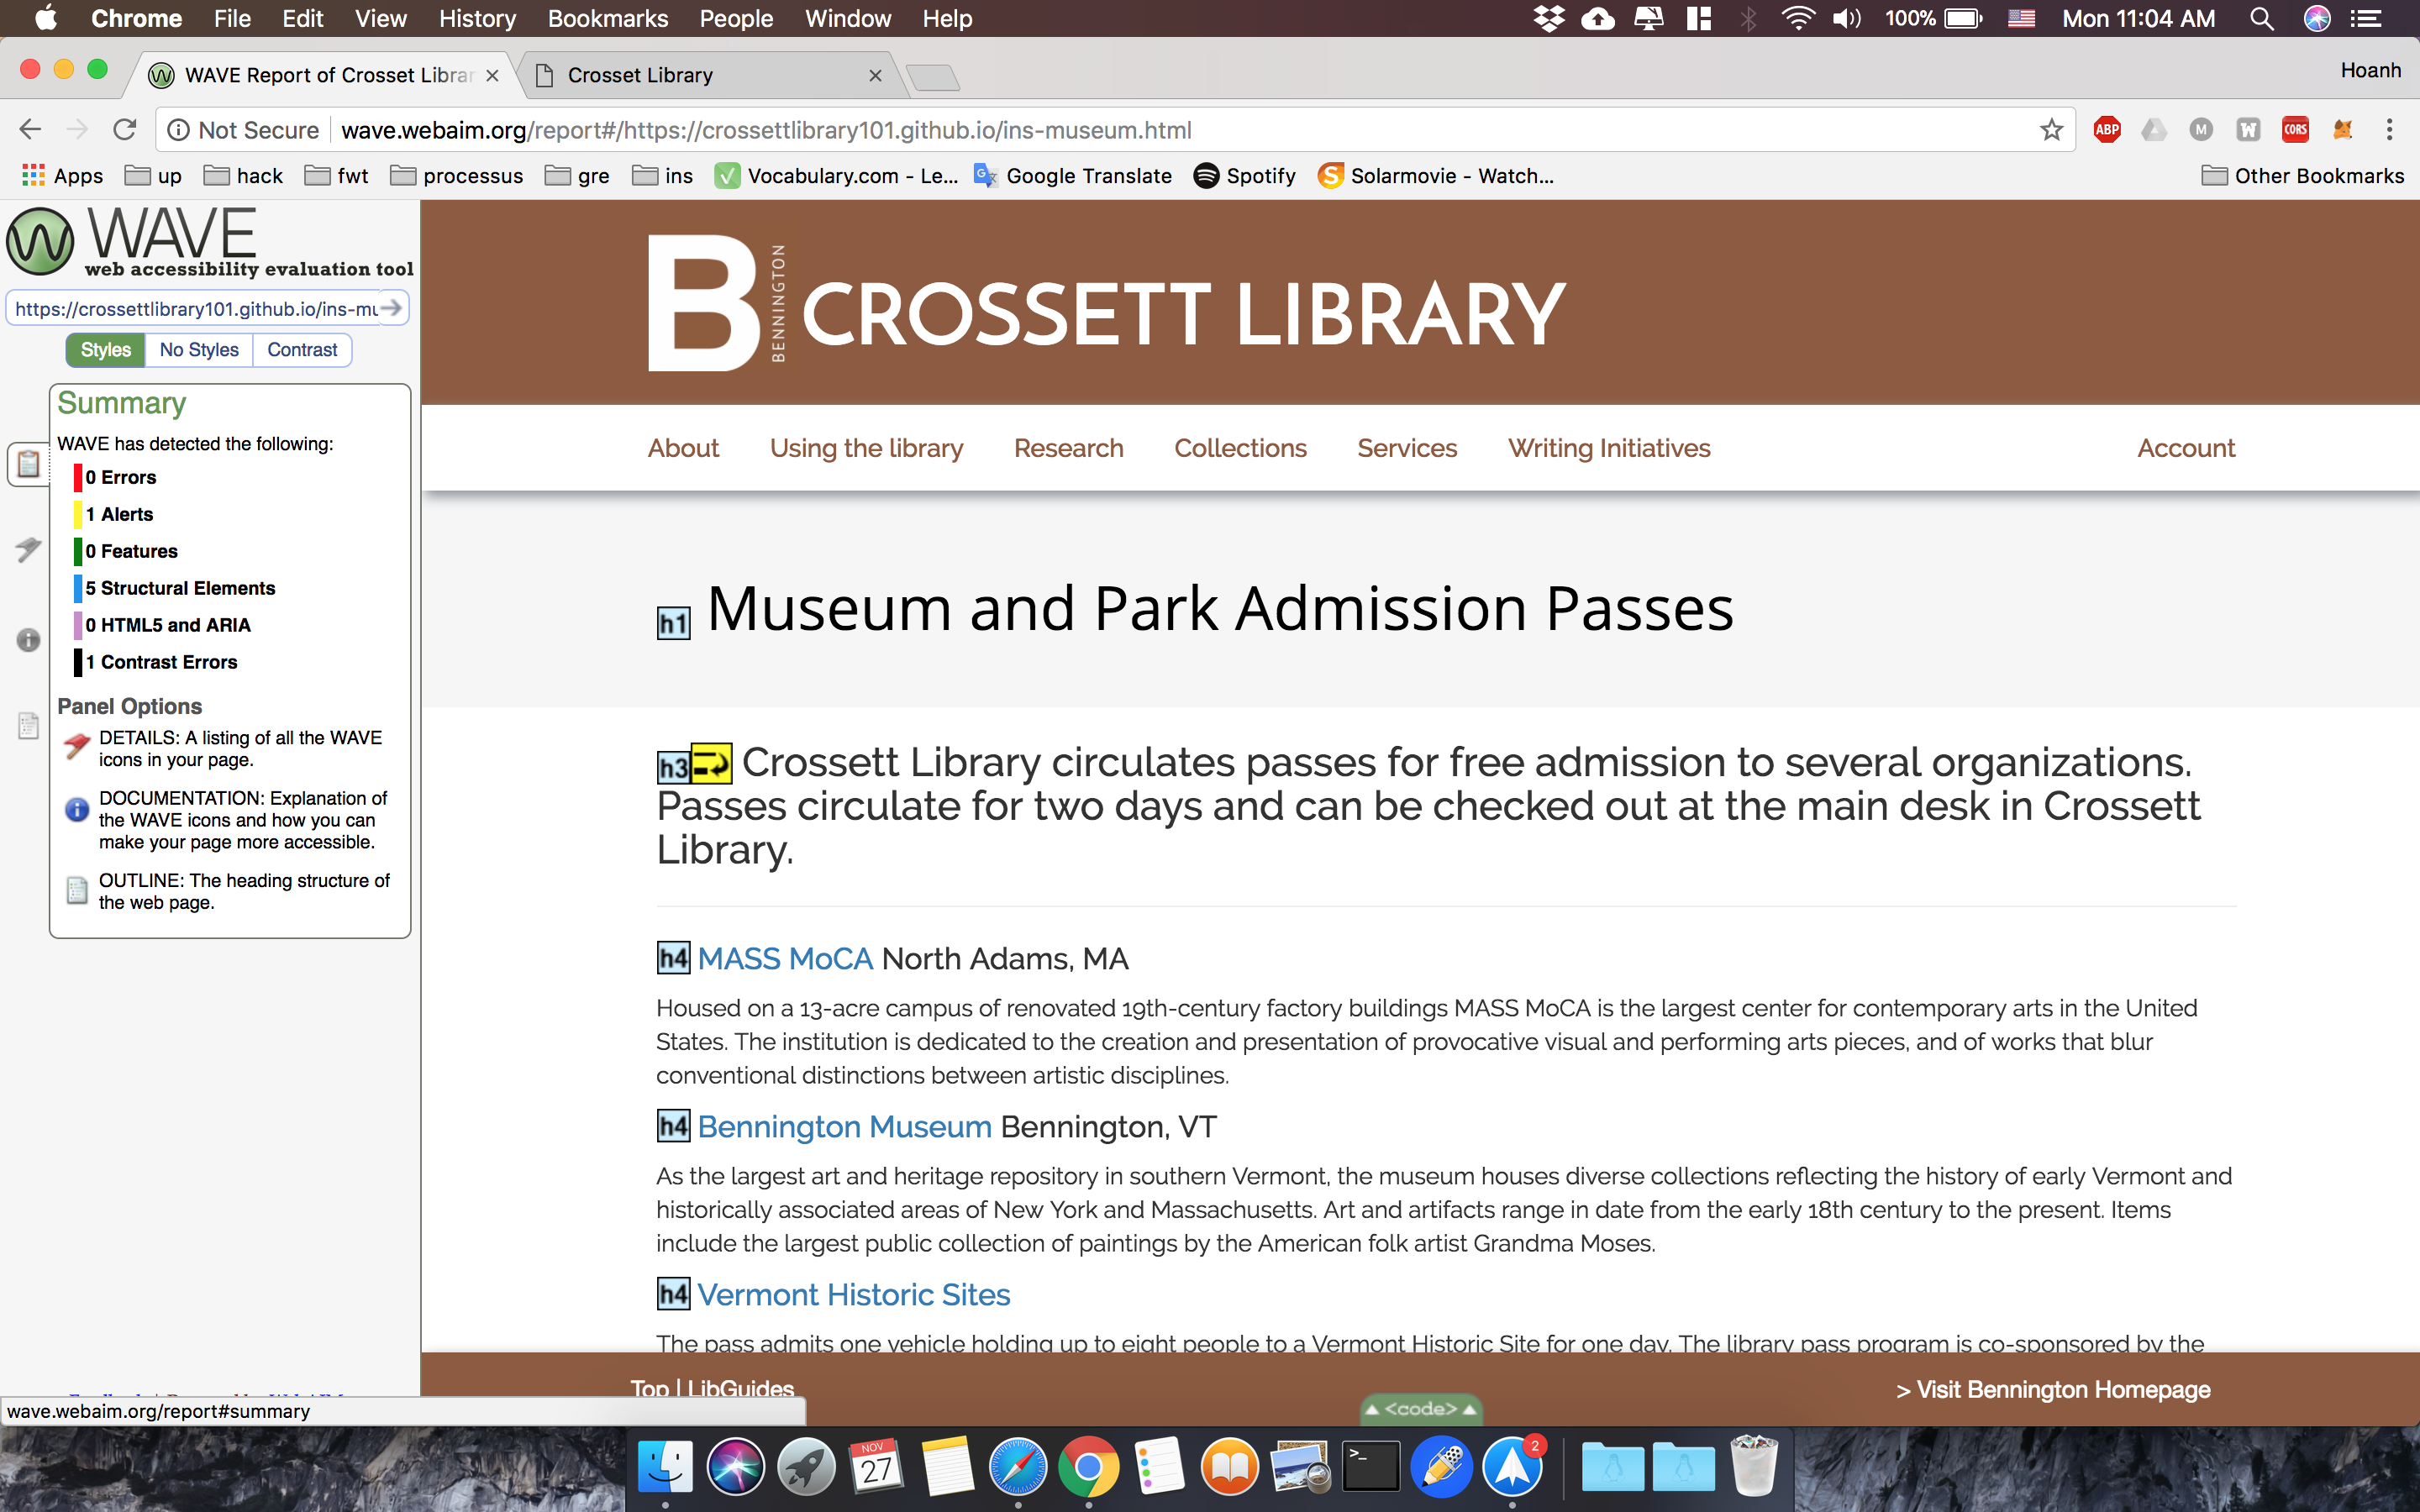 Chrome File Edit View History Bookmarks People Window Help 100% Mon 11:04 AM
WAVE Report of Crosset Librar Crosset Library Hoanh
Not Secure wave.webaim.org/report#/https://crossettlibrary101.github.io/ins-museum.html ABP M W CORS
Apps up hack fwt processus gre ins Vocabulary.com - Le... Google Translate Spotify Solarmovie - Watch... Other Bookmarks
WAVE
web accessibility evaluation tool
https://crossettlibrary101.github.io/ins-mu
Styles No Styles Contrast
Summary
WAVE has detected the following:
0 Errors
1 Alerts
0 Features
5 Structural Elements
0 HTML5 and ARIA
1 Contrast Errors
Panel Options
DETAILS: A listing of all the WAVE
icons in your page.
DOCUMENTATION: Explanation of
the WAVE icons and how you can
make your page more accessible.
OUTLINE: The heading structure of
the web page.
wave.webaim.org/report#summary
B BENNINGTON CROSSETT LIBRARY
About Using the library Research Collections Services Writing Initiatives Account
h1 Museum and Park Admission Passes
h3 Crossett Library circulates passes for free admission to several organizations.
Passes circulate for two days and can be checked out at the main desk in Crossett
Library.
h4 MASS MoCA North Adams, MA
Housed on a 13-acre campus of renovated 19th-century factory buildings MASS MoCA is the largest center for contemporary arts in the United
States. The institution is dedicated to the creation and presentation of provocative visual and performing arts pieces, and of works that blur
conventional distinctions between artistic disciplines.
h4 Bennington Museum Bennington, VT
As the largest art and heritage repository in southern Vermont, the museum houses diverse collections reflecting the history of early Vermont and
historically associated areas of New York and Massachusetts. Art and artifacts range in date from the early 18th century to the present. Items
include the largest public collection of paintings by the American folk artist Grandma Moses.
h4 Vermont Historic Sites
The pass admits one vehicle holding up to eight people to a Vermont Historic Site for one day. The library pass program is co-sponsored by the
Top | LibGuides > Visit Bennington Homepage
<code>
NOV
27
2